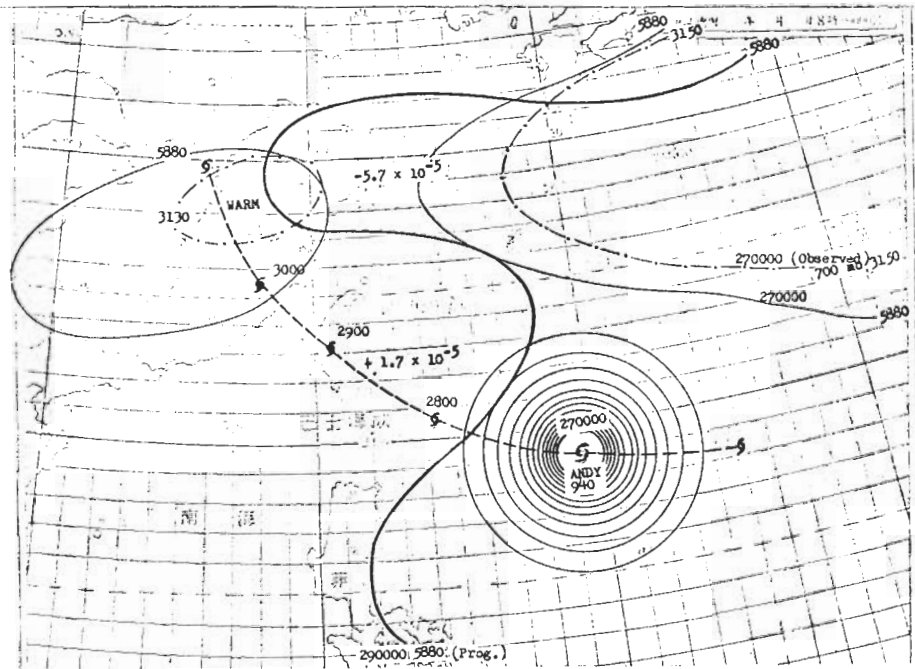 5880
3150
5880
5880
-5.7 x 10⁻⁵
WARM
3130
270000 (Observed)
700 mb 3150
3000
270000
5880
2900
+ 1.7 x 10⁻⁵
2800
270000
ANDY
940
290000 5880 (Prog.)